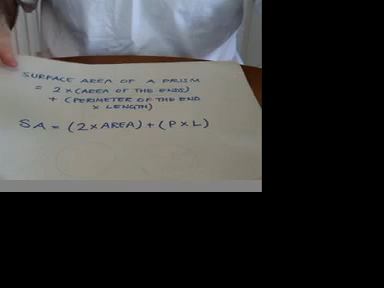 SURFACE AREA OF A PRISM
= 2 × (AREA OF THE ENDS)
+ (PERIMETER OF THE END
× LENGTH)
SA = (2 × AREA) + (P × L)